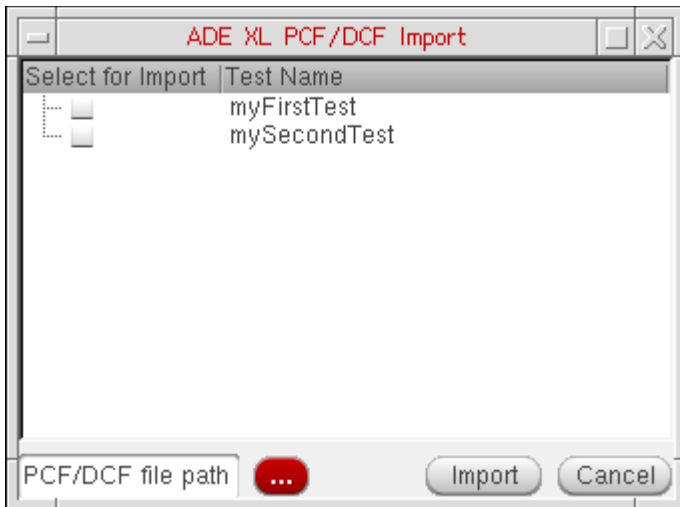 ADE XL PCF/DCF Import
Select for Import Test Name
myFirstTest
mySecondTest
PCF/DCF file path ... Import Cancel